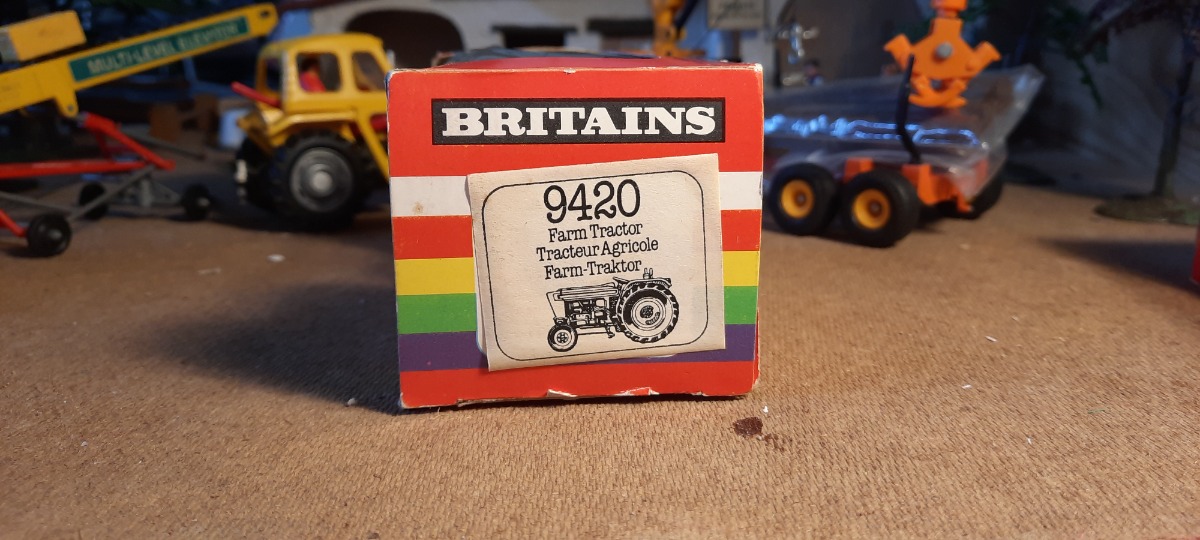 MULTI-LEVEL ELEVATOR
BRITAINS
9420
Farm Tractor
Tracteur Agricole
Farm-Traktor